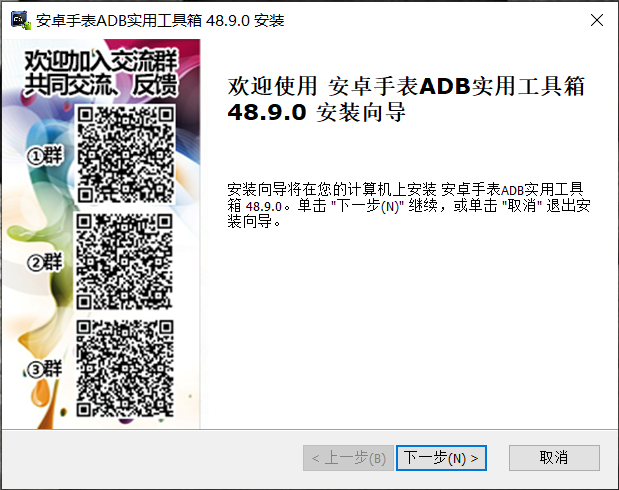 安卓手表ADB实用工具箱 48.9.0 安装
欢迎加入交流群
共同交流、反馈
①群
②群
③群
欢迎使用 安卓手表ADB实用工具箱
48.9.0 安装向导
安装向导将在您的计算机上安装 安卓手表ADB实用工具
箱 48.9.0。单击 "下一步(N)" 继续，或单击 "取消" 退出安
装向导。
< 上一步(B)
下一步(N) >
取消